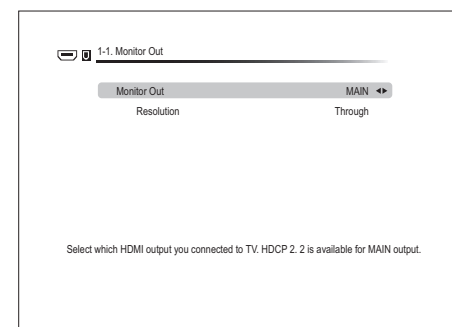 1-1. Monitor Out
Monitor Out MAIN
Resolution Through
Select which HDMI output you connected to TV. HDCP 2. 2 is available for MAIN output.